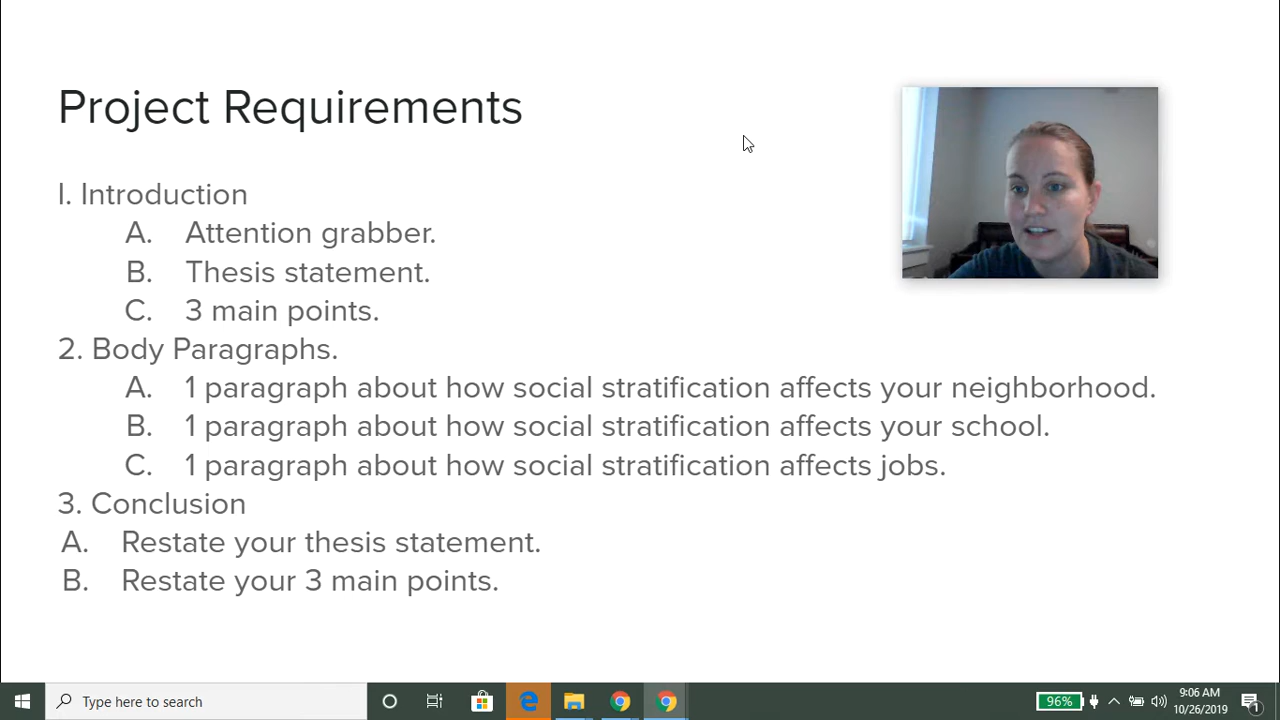 Project Requirements
I. Introduction
A. Attention grabber.
B. Thesis statement.
C. 3 main points.
2. Body Paragraphs.
A. 1 paragraph about how social stratification affects your neighborhood.
B. 1 paragraph about how social stratification affects your school.
C. 1 paragraph about how social stratification affects jobs.
3. Conclusion
A. Restate your thesis statement.
B. Restate your 3 main points.
Type here to search
96%
9:06 AM
10/26/2019
1